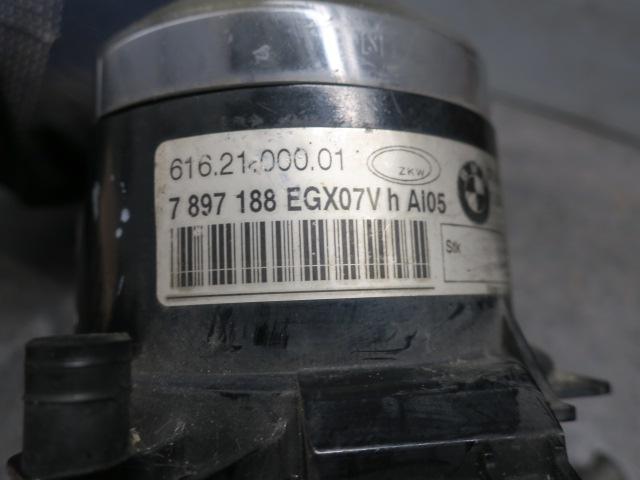 616.21.000.01 ZKW
7 897 188 EGX07V h Ai05
Stk